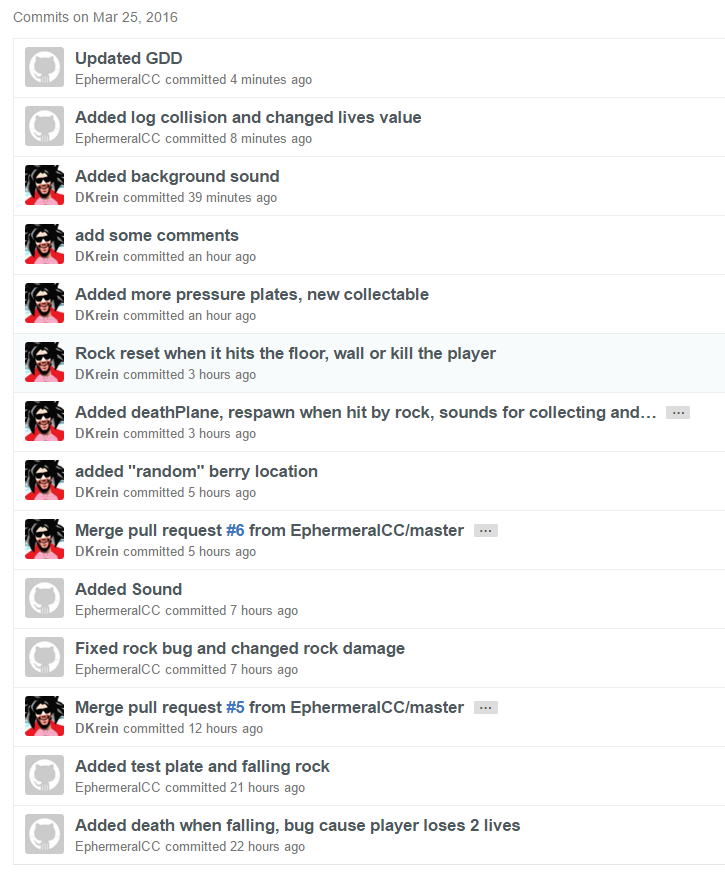 Commits on Mar 25, 2016
Updated GDD
EphermeralCC committed 4 minutes ago
Added log collision and changed lives value
EphermeralCC committed 8 minutes ago
Added background sound
DKrein committed 39 minutes ago
add some comments
DKrein committed an hour ago
Added more pressure plates, new collectable
DKrein committed an hour ago
Rock reset when it hits the floor, wall or kill the player
DKrein committed 3 hours ago
Added deathPlane, respawn when hit by rock, sounds for collecting and… …
DKrein committed 3 hours ago
added "random" berry location
DKrein committed 5 hours ago
Merge pull request #6 from EphermeralCC/master …
DKrein committed 5 hours ago
Added Sound
EphermeralCC committed 7 hours ago
Fixed rock bug and changed rock damage
EphermeralCC committed 7 hours ago
Merge pull request #5 from EphermeralCC/master …
DKrein committed 12 hours ago
Added test plate and falling rock
EphermeralCC committed 21 hours ago
Added death when falling, bug cause player loses 2 lives
EphermeralCC committed 22 hours ago